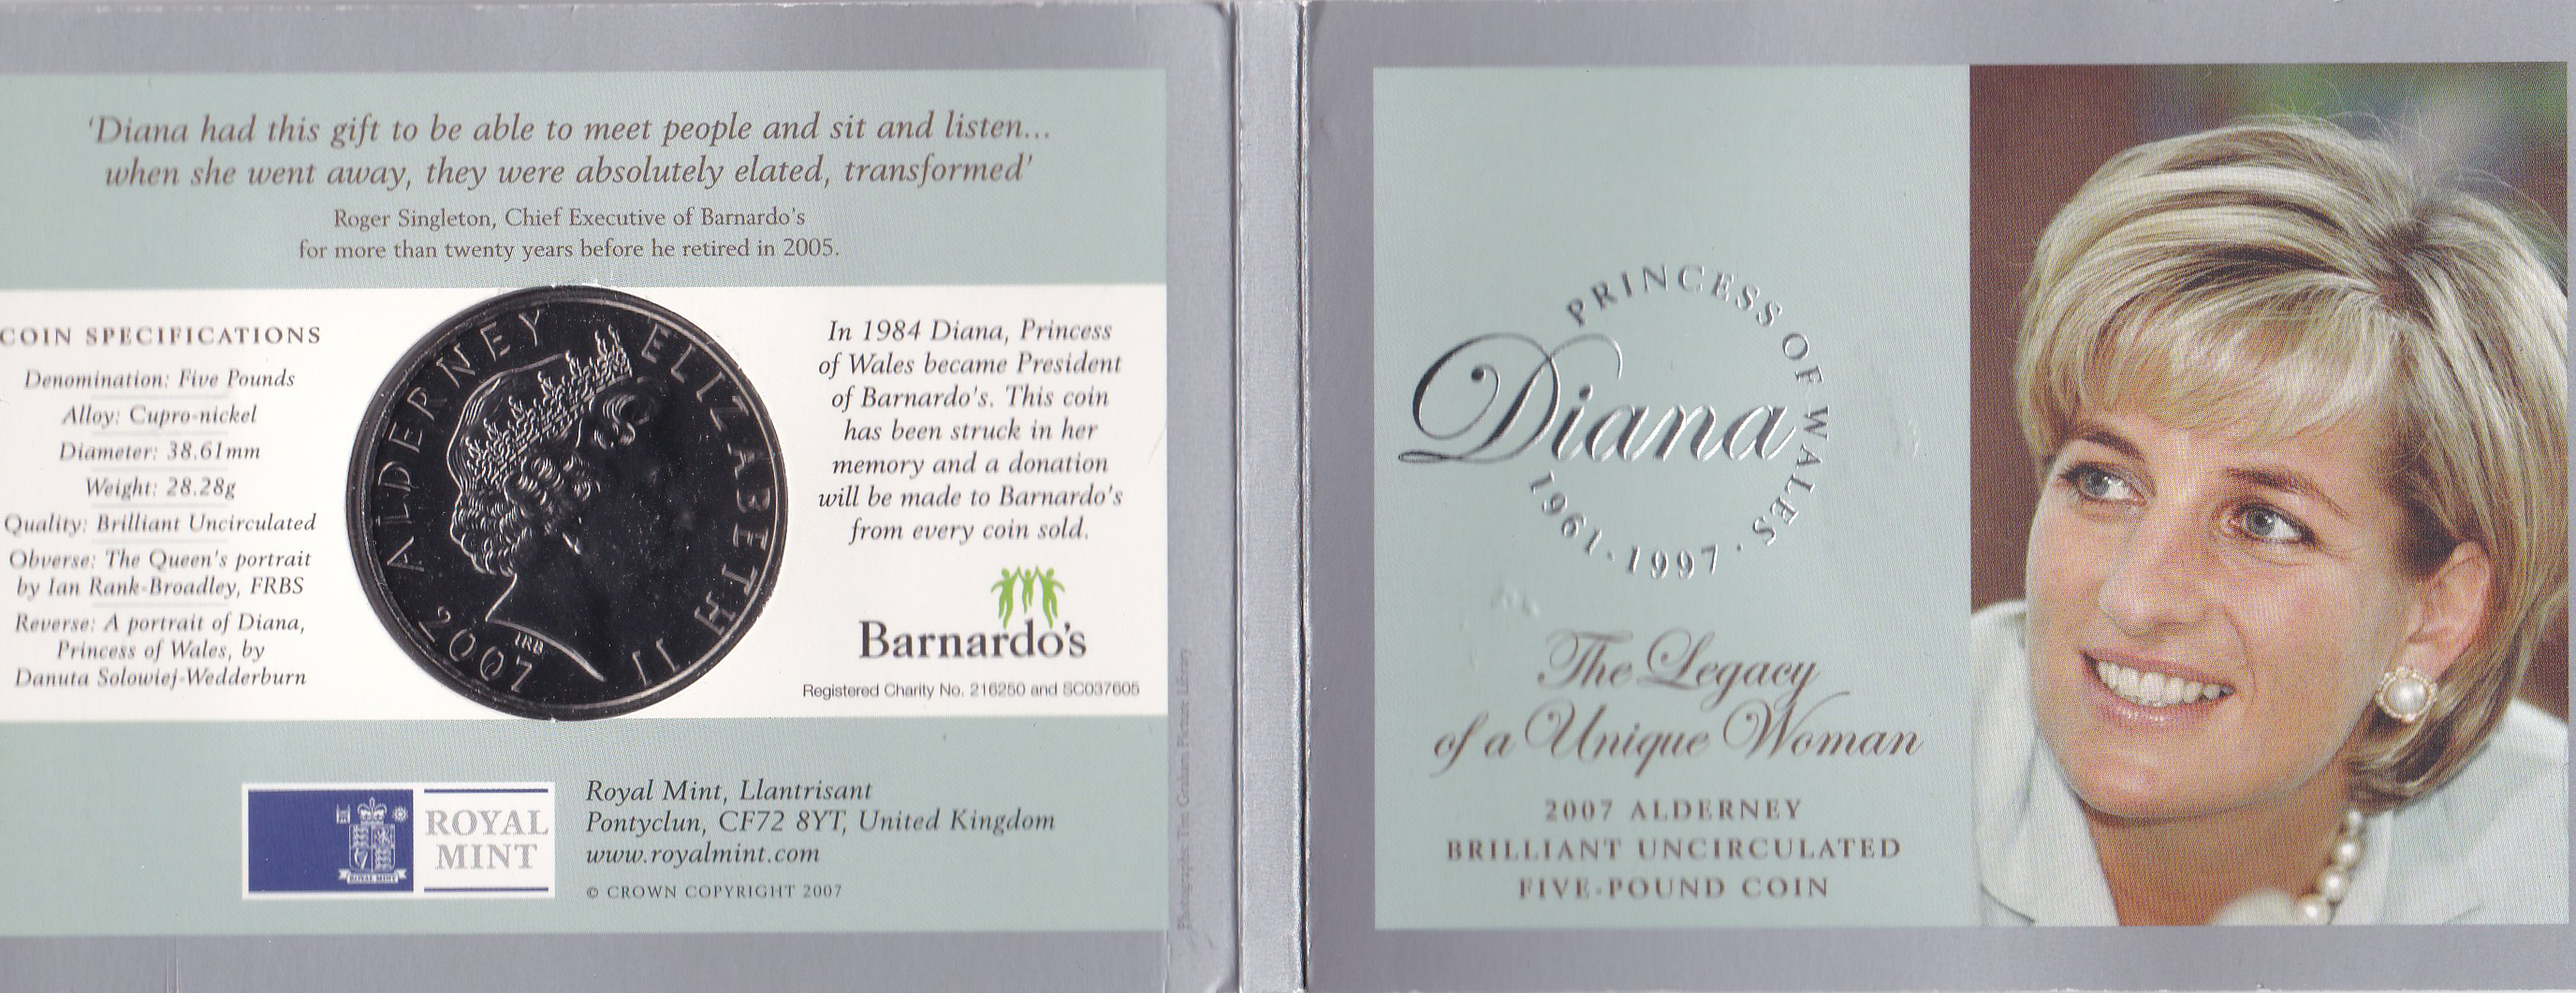 'Diana had this gift to be able to meet people and sit and listen...
when she went away, they were absolutely elated, transformed'
Roger Singleton, Chief Executive of Barnardo's
for more than twenty years before he retired in 2005.
COIN SPECIFICATIONS
Denomination: Five Pounds
Alloy: Cupro-nickel
Diameter: 38.61mm
Weight: 28.28g
Quality: Brilliant Uncirculated
Obverse: The Queen's portrait
by Ian Rank-Broadley, FRBS
Reverse: A portrait of Diana,
Princess of Wales, by
Danuta Solowiej-Wedderburn
ALDERNEY ELIZABETH II
2007
IRB
In 1984 Diana, Princess
of Wales became President
of Barnardo's. This coin
has been struck in her
memory and a donation
will be made to Barnardo's
from every coin sold.
Barnardo's
Registered Charity No. 216250 and SC037605
ROYAL MINT
ROYAL
MINT
Royal Mint, Llantrisant
Pontyclun, CF72 8YT, United Kingdom
www.royalmint.com
© CROWN COPYRIGHT 2007
Photographs: Tim Graham Picture Library
PRINCESS OF WALES · 1961-1997
Diana
The Legacy
of a Unique Woman
2007 ALDERNEY
BRILLIANT UNCIRCULATED
FIVE-POUND COIN